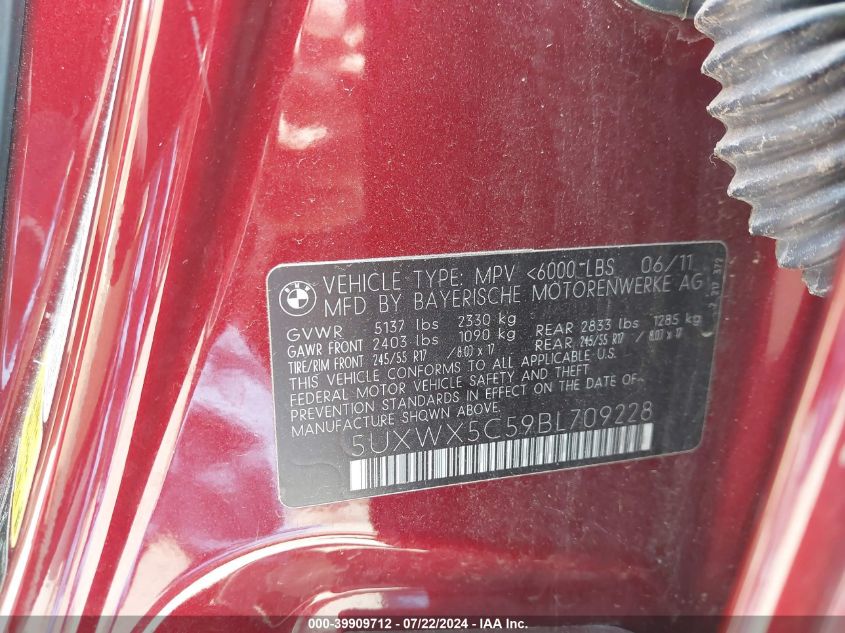 VEHICLE TYPE: MPV <6000-LBS 06/11
MFD BY BAYERISCHE MOTORENWERKE AG
GVWR 5137 lbs 2330 kg
GAWR FRONT 2403 lbs 1090 kg REAR 2833 lbs 1285 kg
TIRE/RIM FRONT 245/55 R17 /8.00 x 17 REAR 245/55 R17 / 8.0J x 17
THIS VEHICLE CONFORMS TO ALL APPLICABLE U.S.
FEDERAL MOTOR VEHICLE SAFETY AND THEFT
PREVENTION STANDARDS IN EFFECT ON THE DATE OF
MANUFACTURE SHOWN ABOVE.
5UXWX5C59BL709228
000-39909712 - 07/22/2024 - IAA Inc.